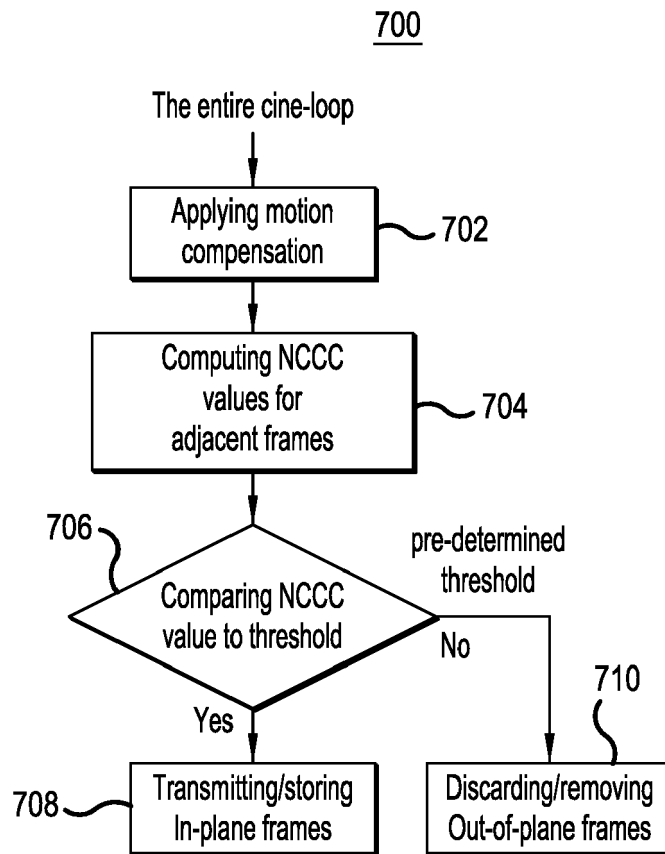 700
The entire cine-loop
Applying motion
compensation
702
Computing NCCC
values for
adjacent frames
704
706
pre-determined
threshold
Comparing NCCC
value to threshold
No
Yes
710
708
Transmitting/storing
In-plane frames
Discarding/removing
Out-of-plane frames